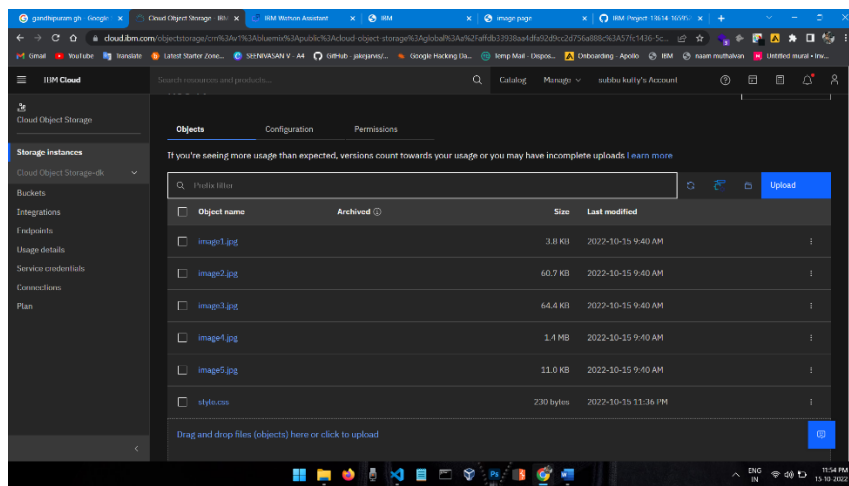 gandhipuram gh - Google
Cloud Object Storage - IBM
IBM Watson Assistant
IBM
image page
IBM-Project-13614-16595
cloud.ibm.com/objectstorage/crn%3Av1%3Abluemix%3Apublic%3Acloud-object-storage%3Aglobal%3Aa%2Faffdb33938aa4dfa92d9cc2d756a808c%3A57fc1436-5c...
Gmail
YouTube
Translate
Latest Starter Zone...
SEENIVASAN V - A4
GitHub - jakejarvis/...
Google Hacking Da...
Temp Mail - Dispos...
Onboarding - Apollo
IBM
naam muttalvan
Untitled mural • Inv...
IBM Cloud
Search resources and products...
Catalog
Manage
subbu kutty's Account
Cloud Object Storage
Objects
Configuration
Permissions
Storage instances
If you're seeing more usage than expected, versions count towards your usage or you may have incomplete uploads Learn more
Cloud Object Storage-dk
Prefix filter
Upload
Buckets
Integrations
Endpoints
Usage details
Service credentials
Connections
Plan
Object name Archived Size Last modified
image1.jpg 3.8 KB 2022-10-15 9:40 AM
image2.jpg 60.7 KB 2022-10-15 9:40 AM
image3.jpg 64.4 KB 2022-10-15 9:40 AM
image4.jpg 1.4 MB 2022-10-15 9:40 AM
image5.jpg 11.0 KB 2022-10-15 9:40 AM
style.css 230 bytes 2022-10-15 11:36 PM
Drag and drop files (objects) here or click to upload
ENG
IN
11:54 PM
15-10-2022